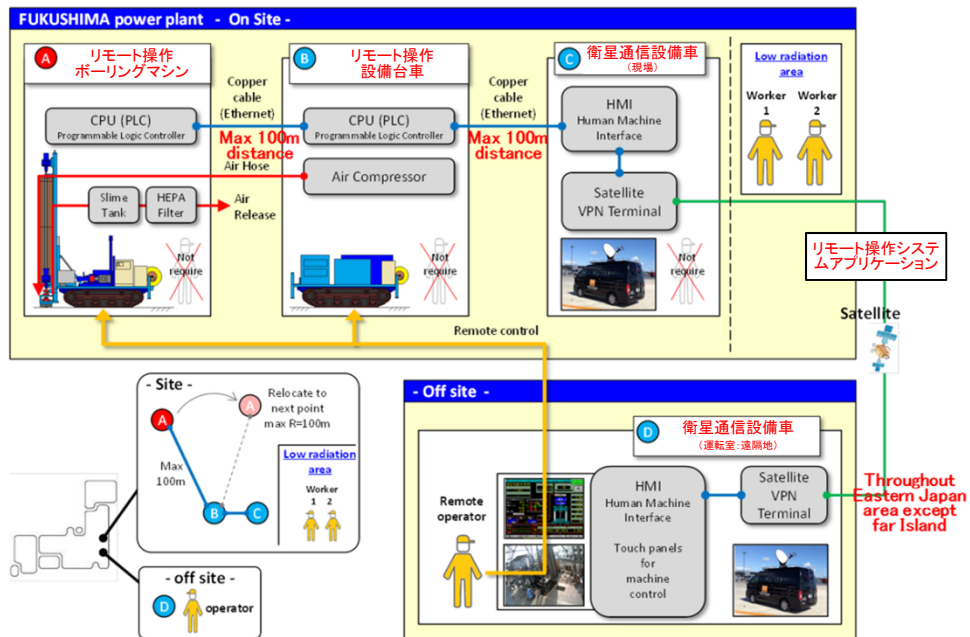 FUKUSHIMA power plant - On Site -
A
リモート操作
ボーリングマシン
Copper
cable
(Ethernet)
B
リモート操作
設備台車
Copper
cable
(Ethernet)
C
衛星通信設備車
(現場)
Low radiation
area
Worker
1
Worker
2
CPU (PLC)
Programmable Logic Controller
Max 100m
distance
CPU (PLC)
Programmable Logic Controller
Max 100m
distance
HMI
Human Machine
Interface
Air Hose
Air Compressor
Slime
Tank
HEPA
Filter
Air
Release
Satellite
VPN Terminal
Not
require
Not
require
Not
require
リモート操作システ
ムアプリケーション
Satellite
Remote control
- Site -
A
A
Relocate to
next point
max R=100m
Max
100m
B
C
Low radiation
area
Worker
1 2
- off site -
D
operator
- Off site -
D
衛星通信設備車
(運転室:遠隔地)
Remote
operator
HMI
Human Machine
Interface
Touch panels
for
machine
control
Satellite
VPN
Terminal
Throughout
Eastern Japan
area except
far Island